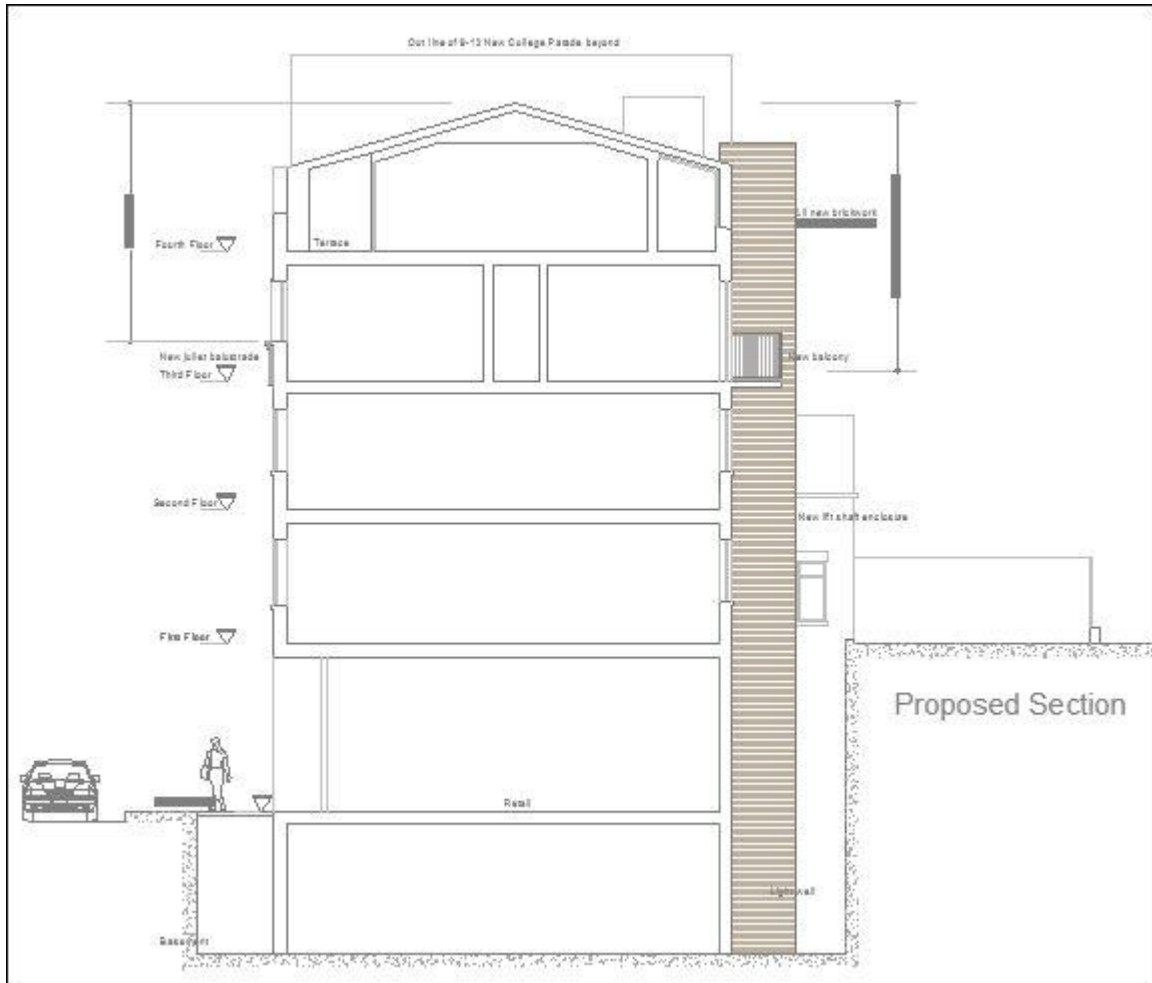 Out line of 9-13 New College Parade beyond
new brickwork
Fourth Floor
Terrace
New juliet balustrade
Third Floor
New balcony
Second Floor
New lift shaft enclosure
First Floor
Proposed Section
Retail
Lightwell
Basement